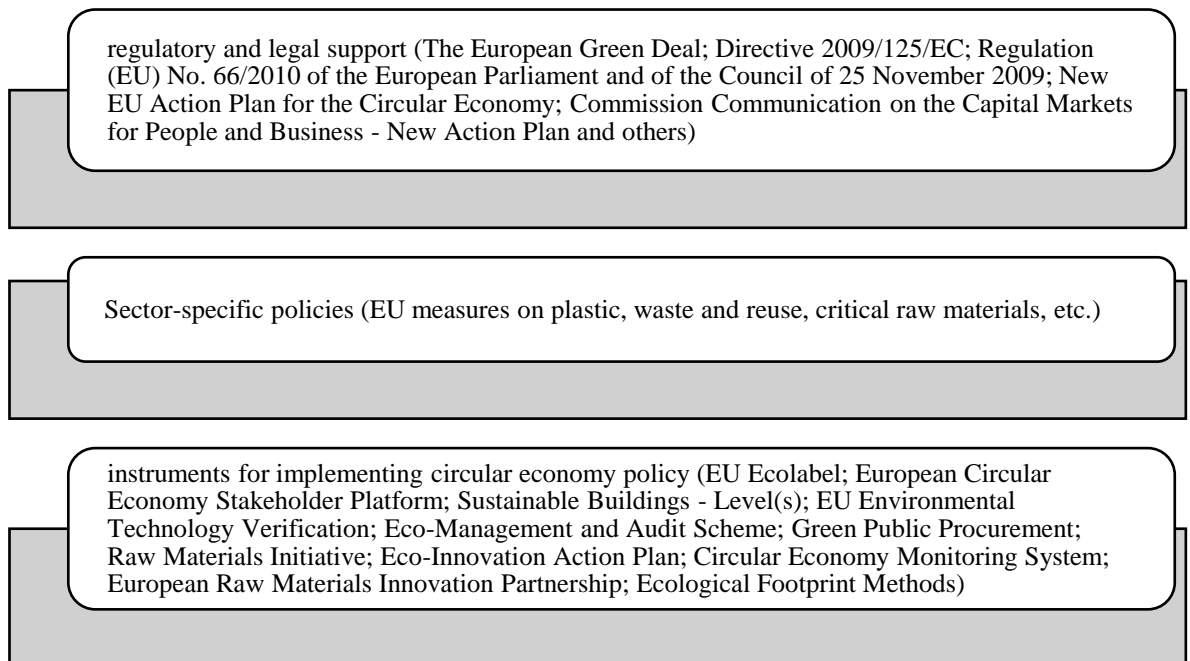 regulatory and legal support (The European Green Deal; Directive 2009/125/EC; Regulation
(EU) No. 66/2010 of the European Parliament and of the Council of 25 November 2009; New
EU Action Plan for the Circular Economy; Commission Communication on the Capital Markets
for People and Business - New Action Plan and others)
Sector-specific policies (EU measures on plastic, waste and reuse, critical raw materials, etc.)
instruments for implementing circular economy policy (EU Ecolabel; European Circular
Economy Stakeholder Platform; Sustainable Buildings - Level(s); EU Environmental
Technology Verification; Eco-Management and Audit Scheme; Green Public Procurement;
Raw Materials Initiative; Eco-Innovation Action Plan; Circular Economy Monitoring System;
European Raw Materials Innovation Partnership; Ecological Footprint Methods)